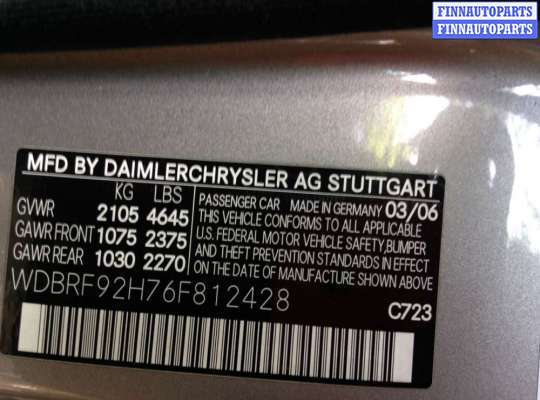 FINNAUTOPARTS
FINNAUTOPARTS
MFD BY DAIMLERCHRYSLER AG STUTTGART
KG LBS
GVWR 2105 4645
GAWR FRONT 1075 2375
GAWR REAR 1030 2270
PASSENGER CAR MADE IN GERMANY 03/06
THIS VEHICLE CONFORMS TO ALL APPLICABLE
U.S. FEDERAL MOTOR VEHICLE SAFETY, BUMPER
AND THEFT PREVENTION STANDARDS IN EFFECT
ON THE DATE OF MANUFACTURE SHOWN ABOVE
WDBRF92H76F812428
C723